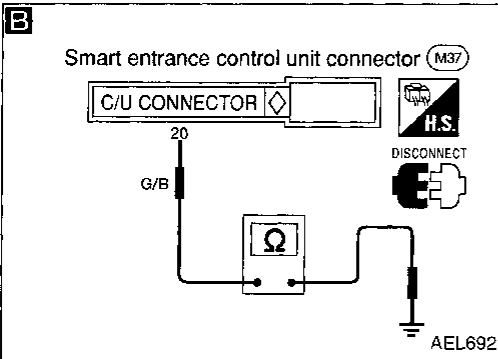 B
Smart entrance control unit connector M37
C/U CONNECTOR
H.S.
20
DISCONNECT
G/B
Ω
AEL692